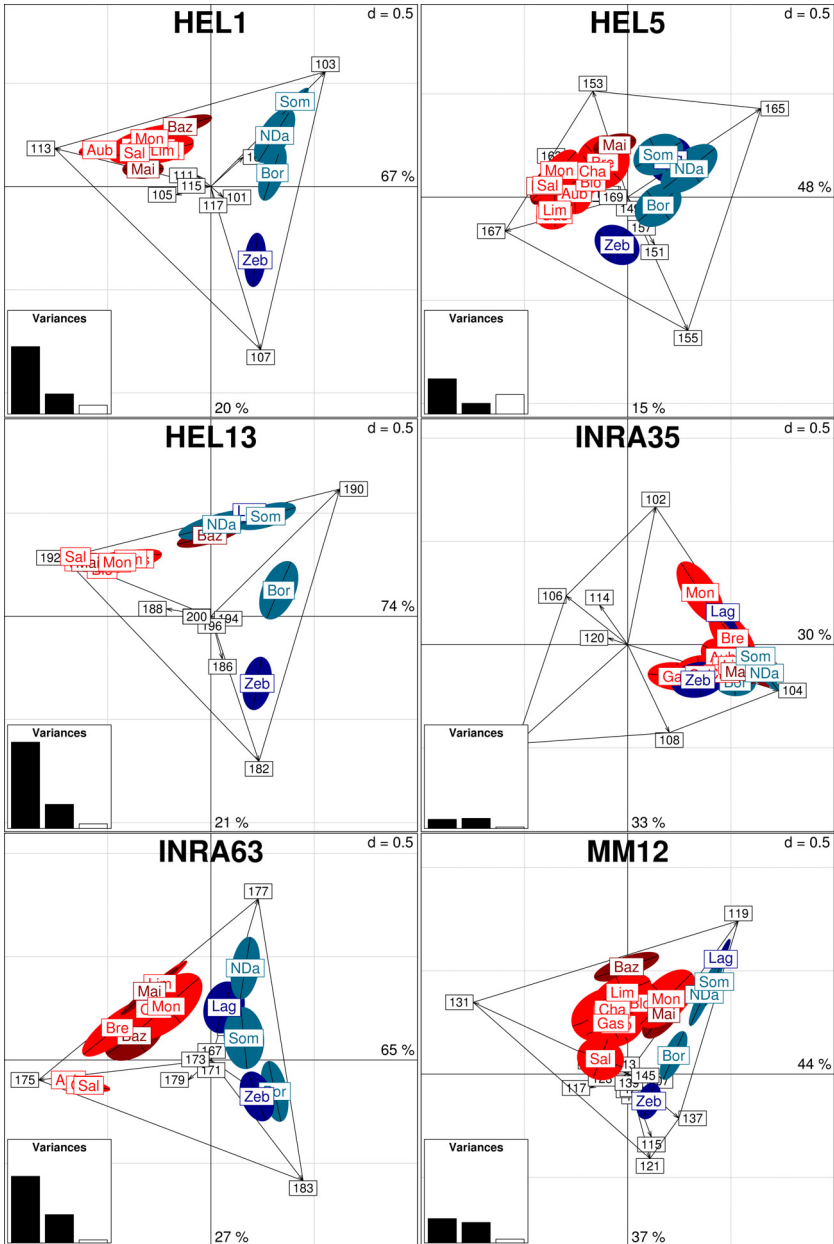 HEL1
d = 0.5
103
Som
Baz
NDa
Mon
Aub
Sal
Lim
113
Mai
Bor
111
115
105
101
117
67 %
Zeb
107
Variances
20 %
HEL5
d = 0.5
153
165
Mai
Som
NDa
Mon
Cha
Sal
Aub
169
Lim
Bor
48 %
167
157
151
Zeb
155
Variances
15 %
HEL13
d = 0.5
190
NDa
Som
Baz
192
Sal
Mon
Bor
188
200
194
196
74 %
186
Zeb
182
Variances
21 %
INRA35
d = 0.5
102
106
114
Mon
Lag
120
Bre
30 %
Som
NDa
Zeb
Bor
104
108
Variances
33 %
INRA63
d = 0.5
177
NDa
Lim
Mai
Mon
Lag
Bre
Baz
Som
167
173
171
65 %
175
179
Sal
Zeb
183
Variances
27 %
MM12
d = 0.5
119
Lag
Baz
Som
131
Lim
Mon
NDa
Cha
Gas
Mai
Sal
Bor
145
139
117
44 %
Zeb
137
115
121
Variances
37 %